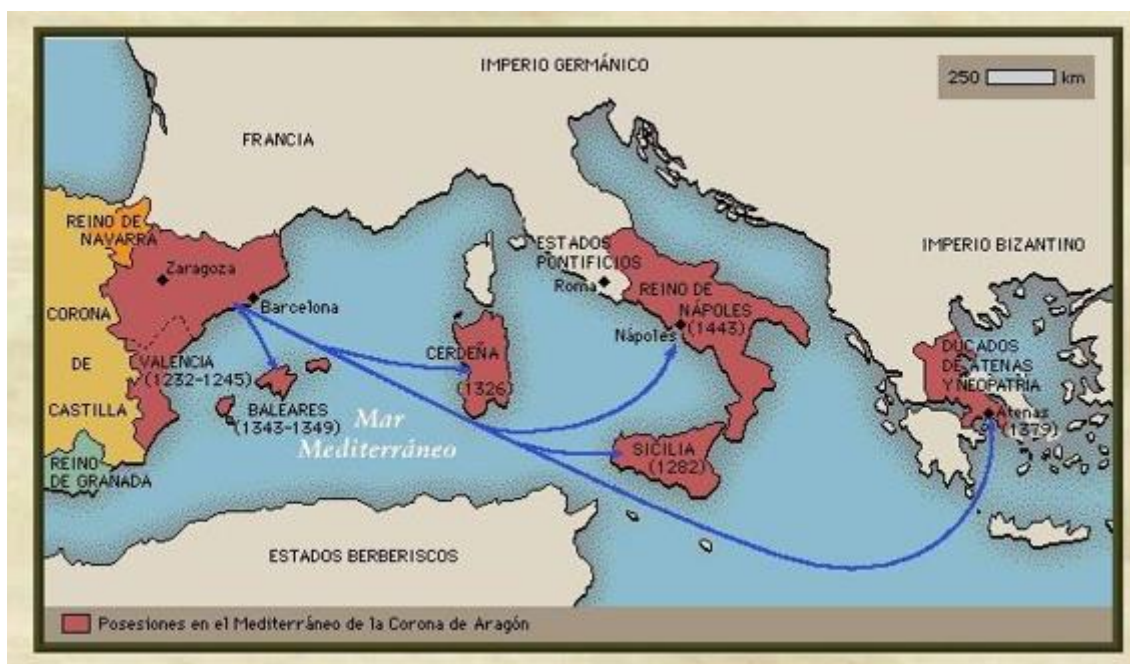 IMPERIO GERMÁNICO
250 km
FRANCIA
REINO DE
NAVARRA
Zaragoza
Barcelona
CORONA
DE
CASTILLA
VALENCIA
(1232-1245)
BALEARES
(1343-1349)
REINO
DE GRANADA
Mar
Mediterráneo
CERDEÑA
(1326)
ESTADOS
PONTIFICIOS
Roma
REINO DE
NÁPOLES
(1443)
Nápoles
SICILIA
(1282)
IMPERIO BIZANTINO
DUCADOS
DE ATENAS
Y NEOPATRIA
Atenas
(1379)
ESTADOS BERBERISCOS
Posesiones en el Mediterráneo de la Corona de Aragón